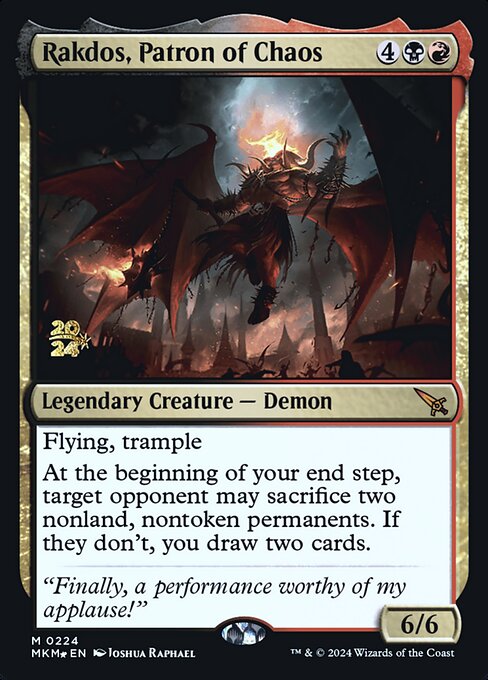 Rakdos, Patron of Chaos 4
2024
Legendary Creature — Demon
Flying, trample
At the beginning of your end step,
target opponent may sacrifice two
nonland, nontoken permanents. If
they don't, you draw two cards.
“Finally, a performance worthy of my
applause!”
6/6
M 0224
MKM★EN Joshua Raphael ™ & © 2024 Wizards of the Coast